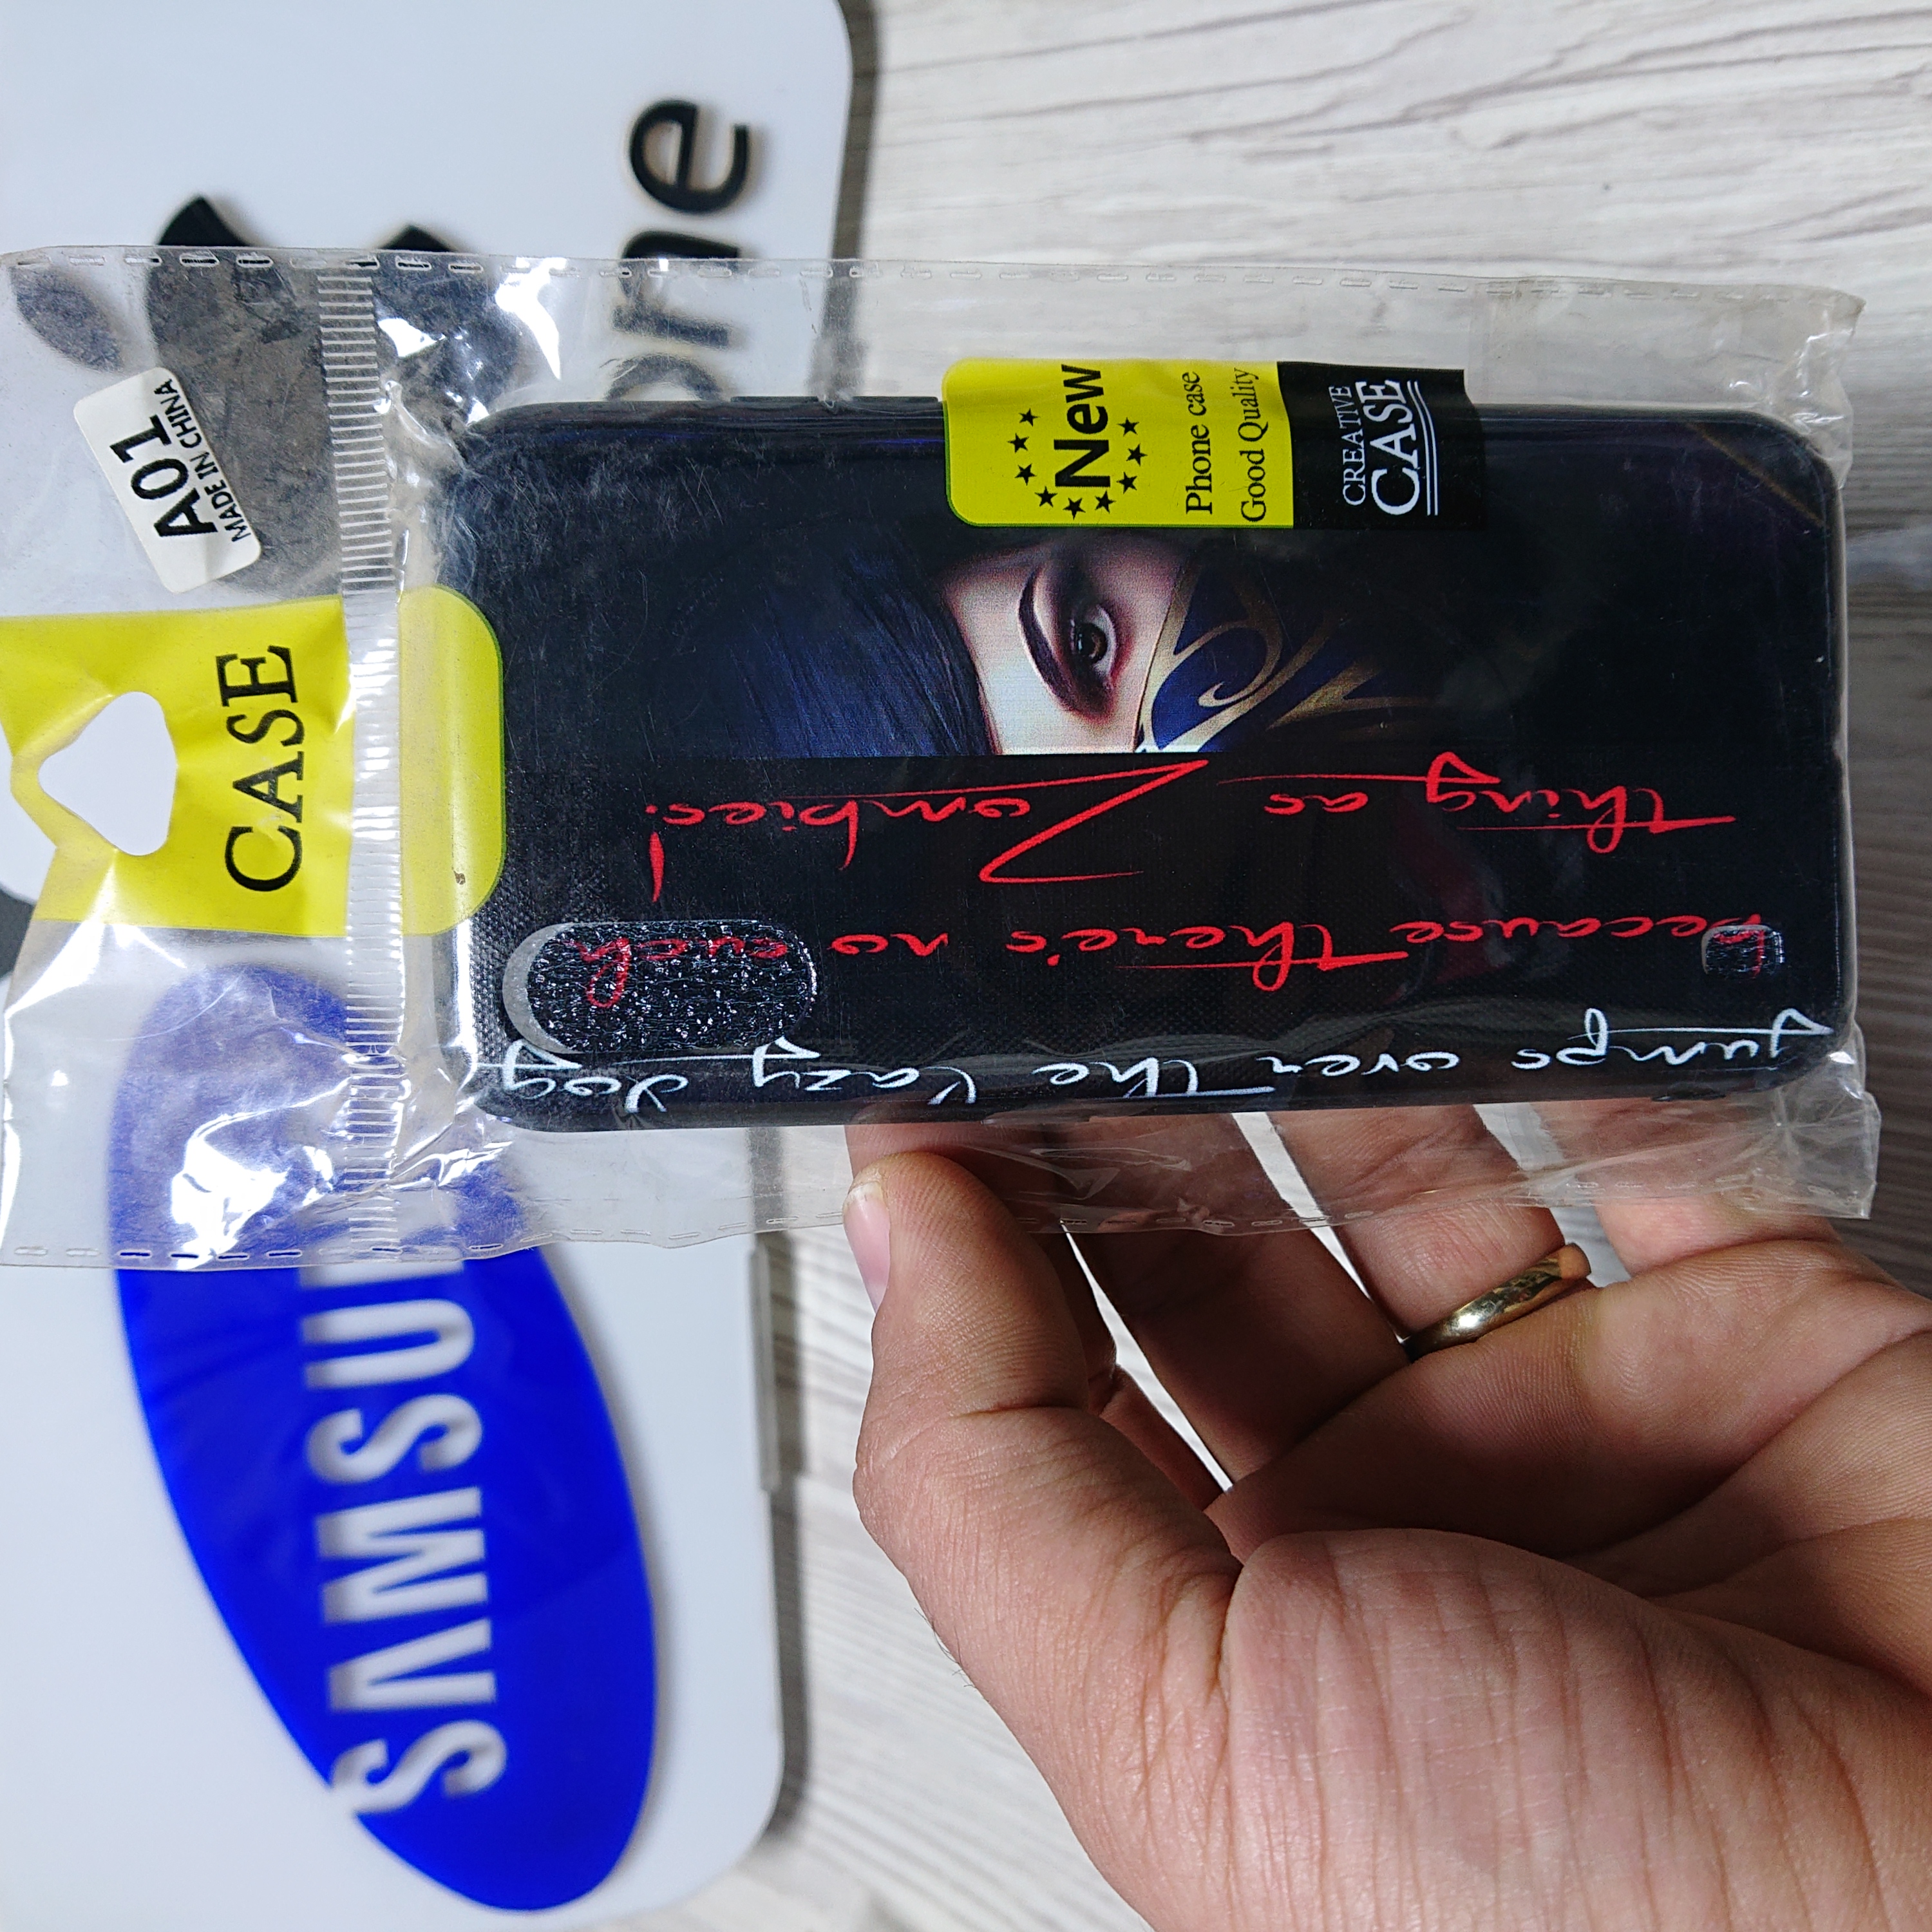 one
A01
MADE IN CHINA
CASE
New
Phone case
Good Quality
CREATIVE
CASE
jumps over the lazy dog
because there's no such
thing as Zombies!
SAMSU